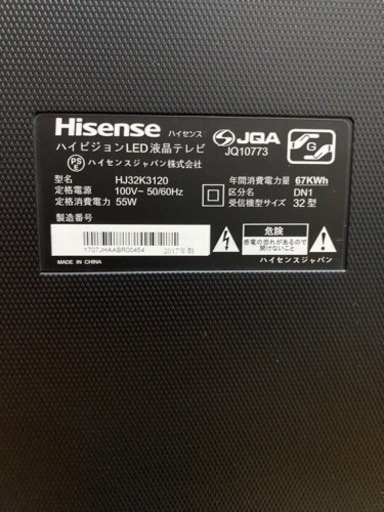 Hisense ハイセンス
JQA
JQ10773
G
ハイビジョンLED液晶テレビ
PS
E
ハイセンスジャパン株式会社
型名 HJ32K3120
定格電源 100V~ 50/60Hz
定格消費電力 55W
製造番号
年間消費電力量 67KWh
区分名 DN1
受信機型サイズ 32 型
1707JHAABR00454
2017年製
MADE IN CHINA
危険
感電の恐れがあるので
開けないこと
ハイセンスジャパン